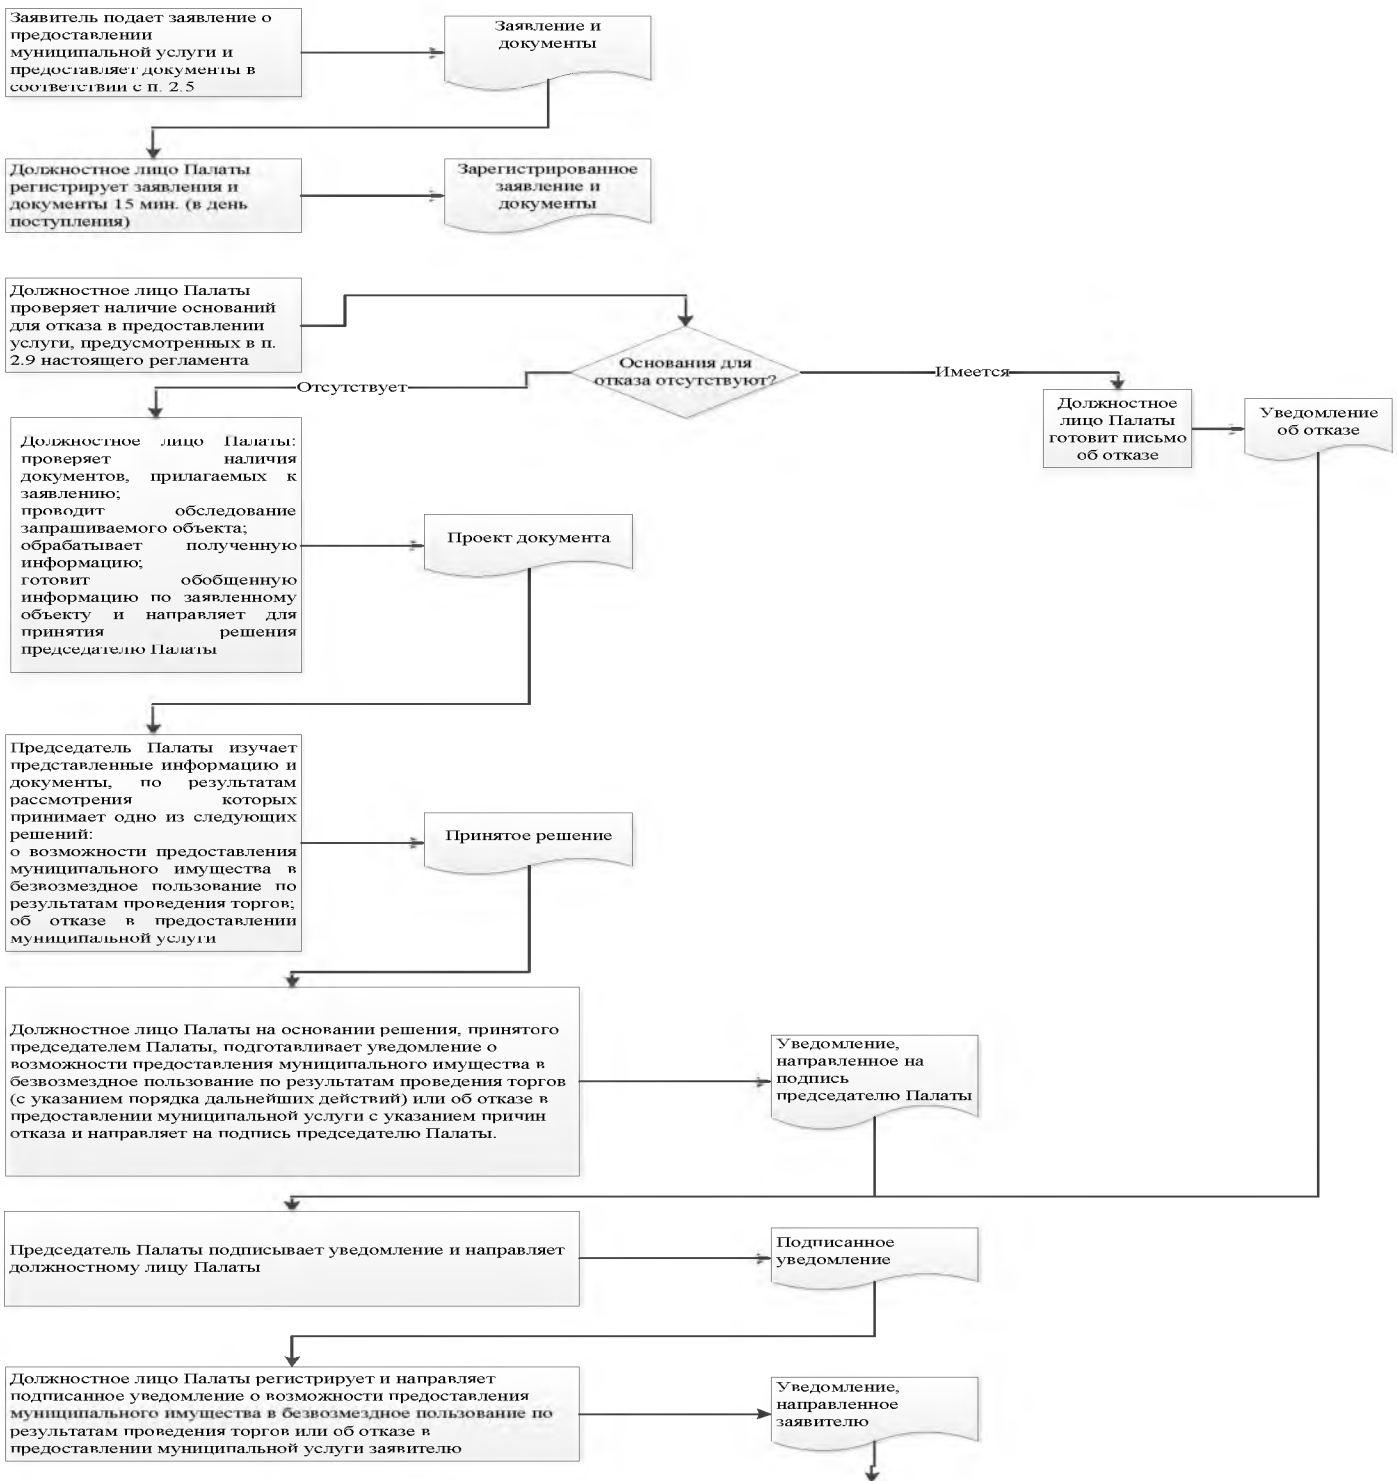 Заявитель подает заявление о
предоставлении
муниципальной услуги и
предоставляет документы в
соответствии с п. 2.5
Заявление и
документы
Должностное лицо Палаты
регистрирует заявления и
документы 15 мин. (в день
поступления)
Зарегистрированное
заявление и
документы
Должностное лицо Палаты
проверяет наличие оснований
для отказа в предоставлении
услуги, предусмотренных в п.
2.9 настоящего регламента
Основания для
отказа отсутствуют?
Отсутствует
Имеется
Должностное
лицо Палаты
готовит письмо
об отказе
Уведомление
об отказе
Должностное лицо Палаты:
проверяет наличия
документов, прилагаемых к
заявлению;
проводит обследование
запрашиваемого объекта;
обрабатывает полученную
информацию;
готовит обобщенную
информацию по заявленному
объекту и направляет для
принятия решения
председателю Палаты
Проект документа
Председатель Палаты изучает
представленные информацию и
документы, по результатам
рассмотрения которых
принимает одно из следующих
решений:
о возможности предоставления
муниципального имущества в
безвозмездное пользование по
результатам проведения торгов;
об отказе в предоставлении
муниципальной услуги
Принятое решение
Должностное лицо Палаты на основании решения, принятого
председателем Палаты, подготавливает уведомление о
возможности предоставления муниципального имущества в
безвозмездное пользование по результатам проведения торгов
(с указанием порядка дальнейших действий) или об отказе в
предоставлении муниципальной услуги с указанием причин
отказа и направляет на подпись председателю Палаты.
Уведомление,
направленное на
подпись
председателю Палаты
Председатель Палаты подписывает уведомление и направляет
должностному лицу Палаты
Подписанное
уведомление
Должностное лицо Палаты регистрирует и направляет
подписанное уведомление о возможности предоставления
муниципального имущества в безвозмездное пользование по
результатам проведения торгов или об отказе в
предоставлении муниципальной услуги заявителю
Уведомление,
направленное
заявителю